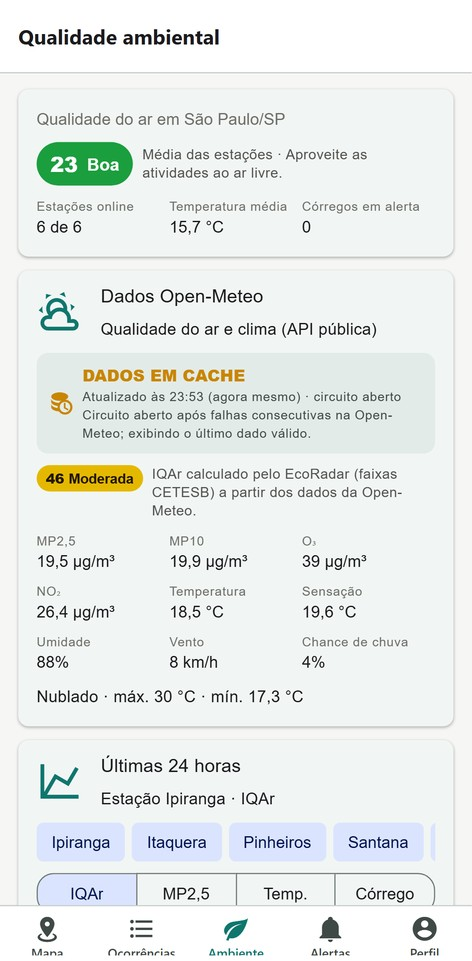 Qualidade ambiental
Qualidade do ar em São Paulo/SP
23 Boa
Média das estações · Aproveite as
atividades ao ar livre.
Estações online
6 de 6
Temperatura média
15,7 °C
Córregos em alerta
0
Dados Open-Meteo
Qualidade do ar e clima (API pública)
DADOS EM CACHE
Atualizado às 23:53 (agora mesmo) · circuito aberto
Circuito aberto após falhas consecutivas na Open-
Meteo; exibindo o último dado válido.
46 Moderada
IQAr calculado pelo EcoRadar (faixas
CETESB) a partir dos dados da Open-
Meteo.
MP2,5
19,5 µg/m³
MP10
19,9 µg/m³
O₃
39 µg/m³
NO₂
26,4 µg/m³
Temperatura
18,5 °C
Sensação
19,6 °C
Umidade
88%
Vento
8 km/h
Chance de chuva
4%
Nublado · máx. 30 °C · mín. 17,3 °C
Últimas 24 horas
Estação Ipiranga · IQAr
Ipiranga
Itaquera
Pinheiros
Santana
IQAr
MP2,5
Temp.
Córrego
Mapa
Ocorrências
Ambiente
Alertas
Perfil